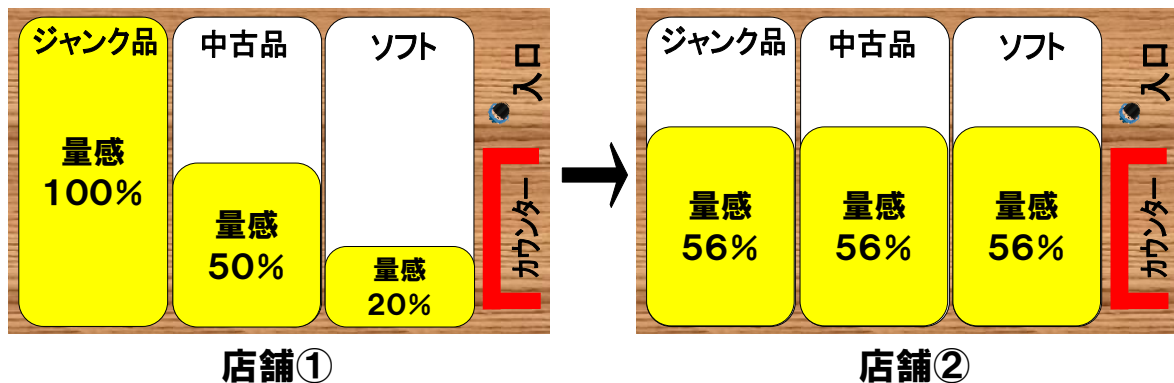 ジャンク品
中古品
ソフト
入口
量感
100%
量感
50%
量感
20%
カウンター
店舗①
ジャンク品
中古品
ソフト
入口
量感
56%
量感
56%
量感
56%
カウンター
店舗②